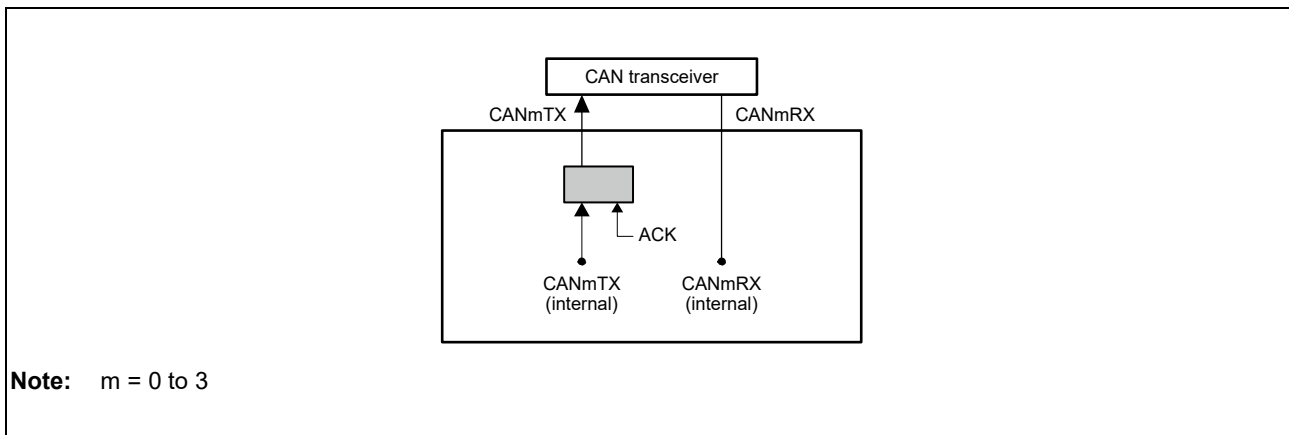 CAN transceiver
CANmTX
CANmRX
ACK
CANmTX
(internal)
CANmRX
(internal)
Note: m = 0 to 3